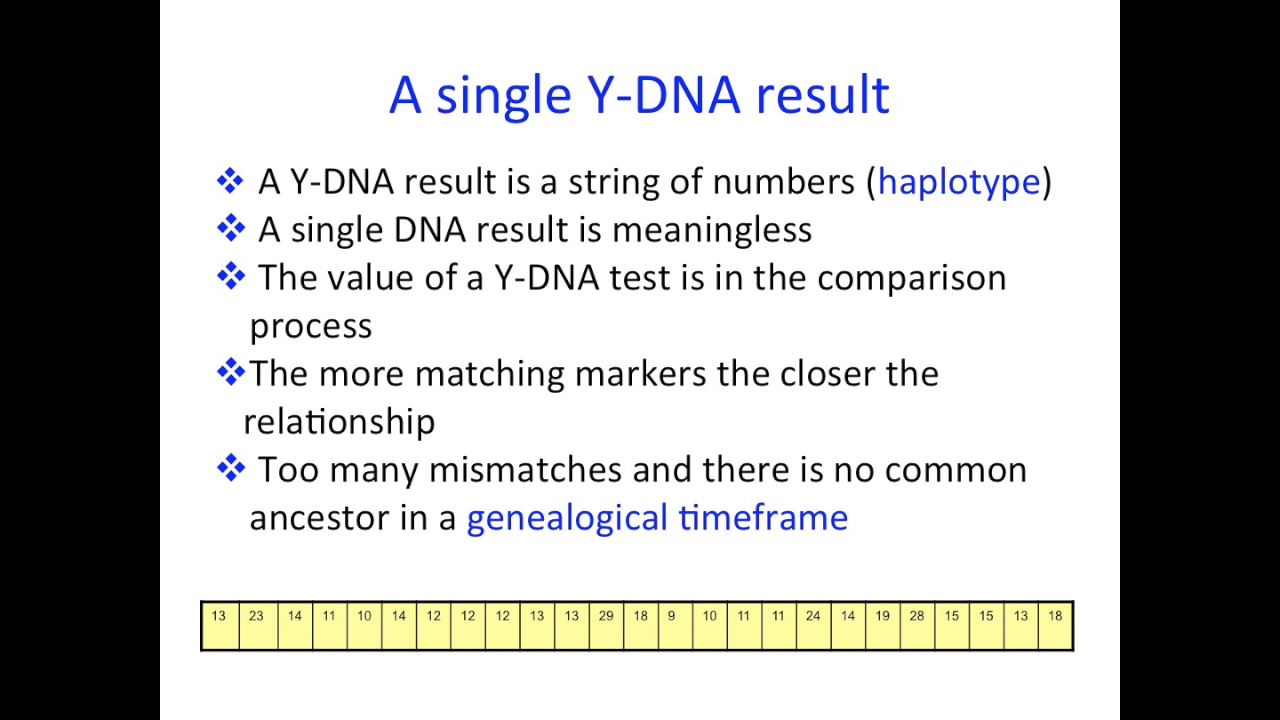 A single Y-DNA result
❖ A Y-DNA result is a string of numbers (haplotype)
❖ A single DNA result is meaningless
❖ The value of a Y-DNA test is in the comparison
process
❖The more matching markers the closer the
relationship
❖ Too many mismatches and there is no common
ancestor in a genealogical timeframe
13 23 14 11 10 14 12 12 12 13 13 29 18 9 10 11 11 24 14 19 28 15 15 13 18